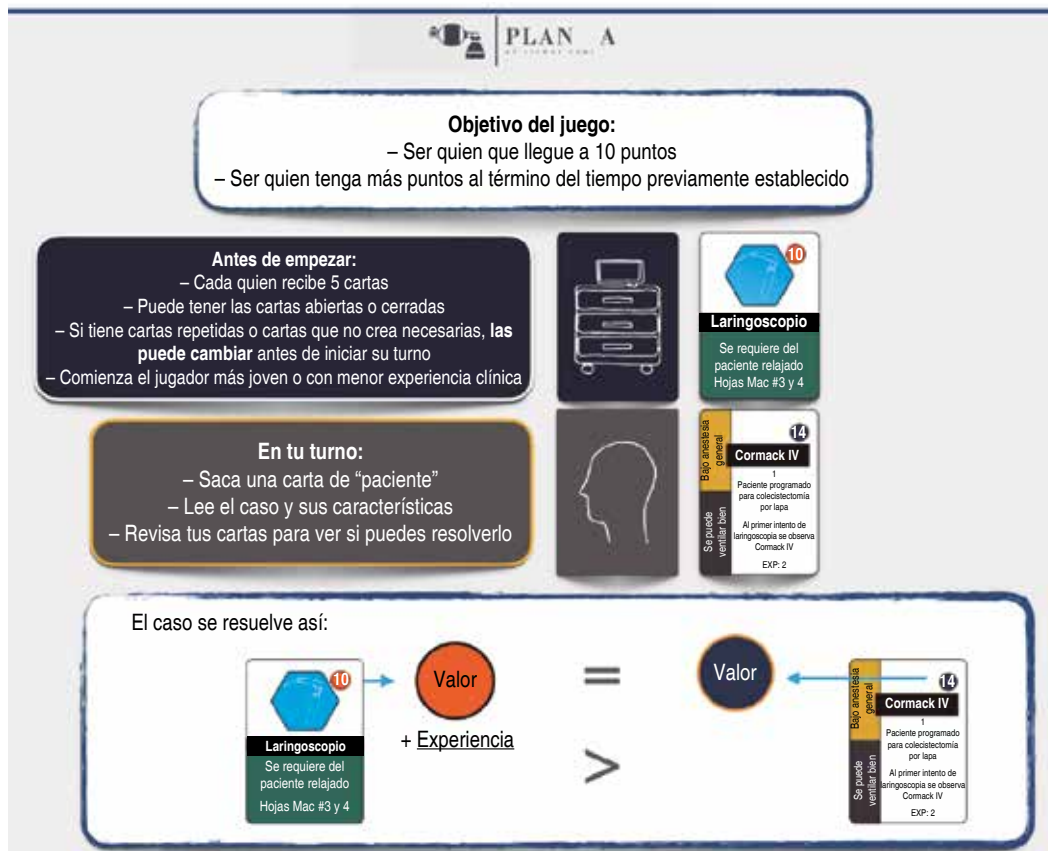 PLAN A
Objetivo del juego:
– Ser quien que llegue a 10 puntos
– Ser quien tenga más puntos al término del tiempo previamente establecido
Antes de empezar:
– Cada quien recibe 5 cartas
– Puede tener las cartas abiertas o cerradas
– Si tiene cartas repetidas o cartas que no crea necesarias, las
puede cambiar antes de iniciar su turno
– Comienza el jugador más joven o con menor experiencia clínica
10
Laringoscopio
Se requiere del
paciente relajado
Hojas Mac #3 y 4
En tu turno:
– Saca una carta de “paciente”
– Lee el caso y sus características
– Revisa tus cartas para ver si puedes resolverlo
Bajo anestesia
general
Se puede
ventilar bien
14
Cormack IV
1
Paciente programado
para colecistectomía
por lapa
Al primer intento de
laringoscopia se observa
Cormack IV
EXP: 2
El caso se resuelve así:
10
Laringoscopio
Se requiere del
paciente relajado
Hojas Mac #3 y 4
Valor
+ Experiencia
=
>
Valor
Bajo anestesia
general
Se puede
ventilar bien
14
Cormack IV
1
Paciente programado
para colecistectomía
por lapa
Al primer intento de
laringoscopia se observa
Cormack IV
EXP: 2